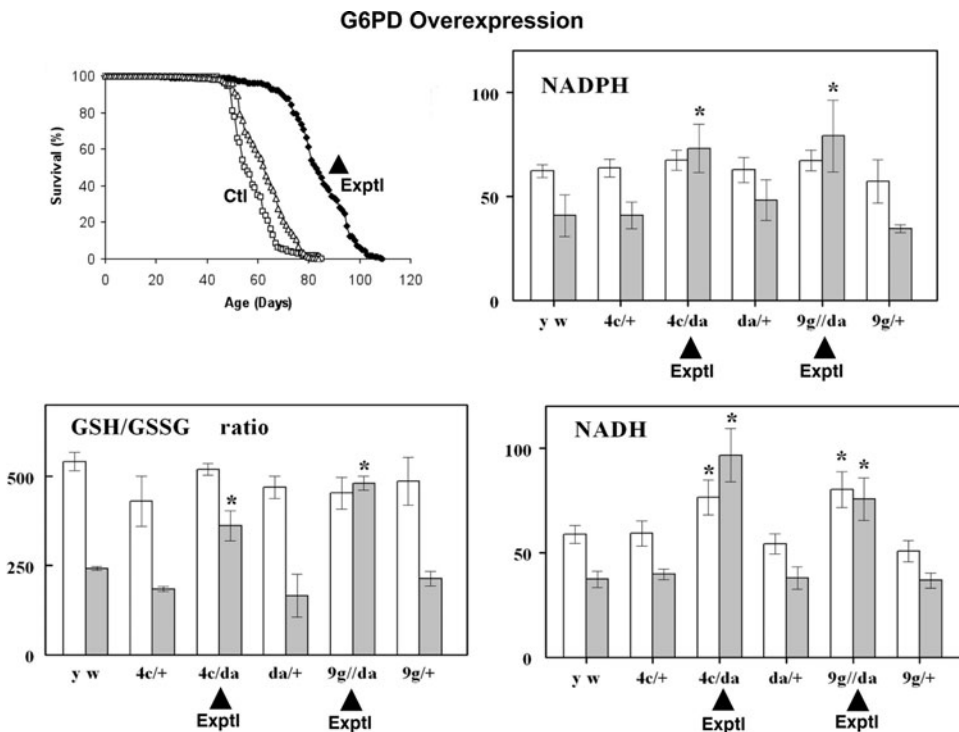 G6PD Overexpression
100
80
60
40
20
0
Survival (%)
0 20 40 60 80 100 120
Age (Days)
Ctl
Exptl
NADPH
100
50
0
* *
y w 4c/+ 4c/da da/+ 9g//da 9g/+
Exptl Exptl
GSH/GSSG ratio
500
250
0
* *
y w 4c/+ 4c/da da/+ 9g//da 9g/+
Exptl Exptl
NADH
100
50
0
* * * *
y w 4c/+ 4c/da da/+ 9g//da 9g/+
Exptl Exptl